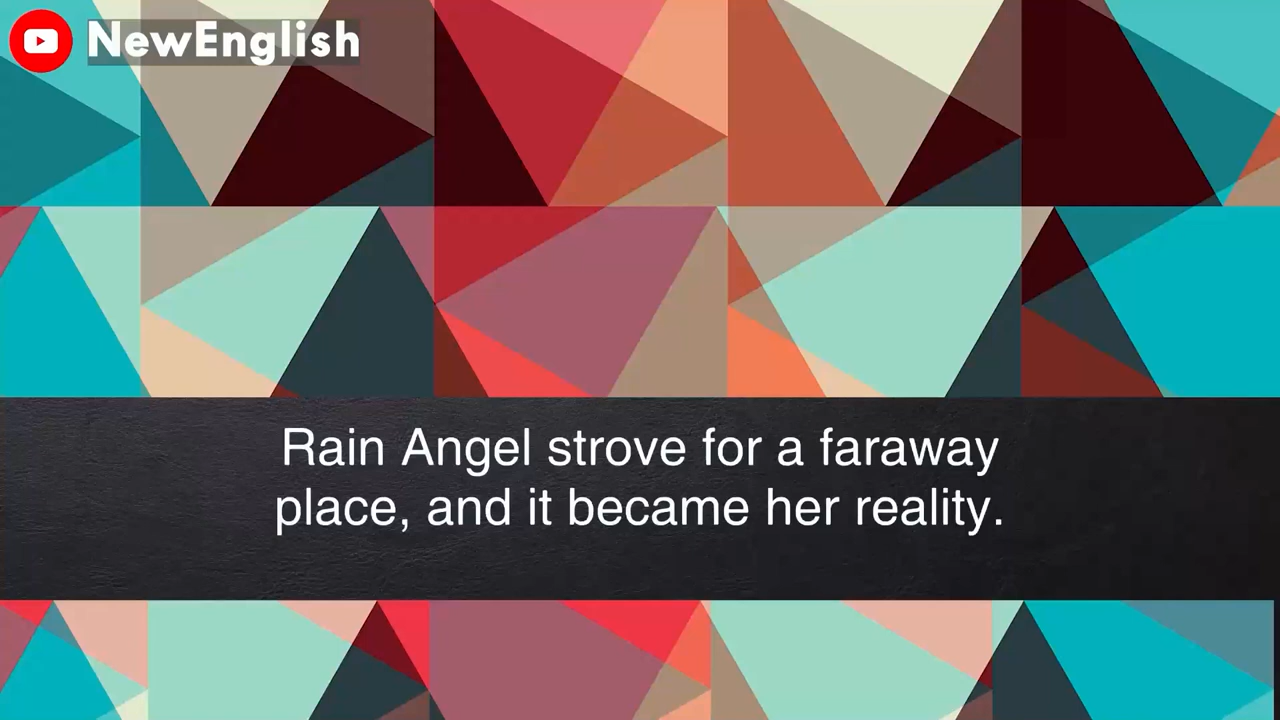 NewEnglish
Rain Angel strove for a faraway
place, and it became her reality.